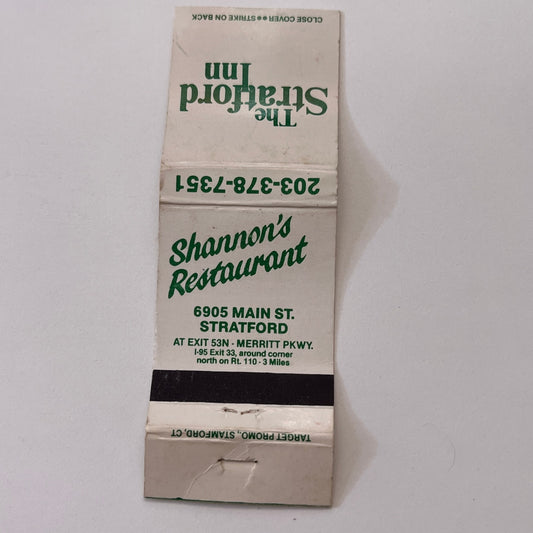 CLOSE COVER●●STRIKE ON BACK
The
Stratford
Inn
203-378-7351
Shannon's
Restaurant
6905 MAIN ST.
STRATFORD
AT EXIT 53N - MERRITT PKWY.
I-95 Exit 33, around corner
north on Rt. 110 - 3 Miles
TARGET PROMO., STAMFORD, CT